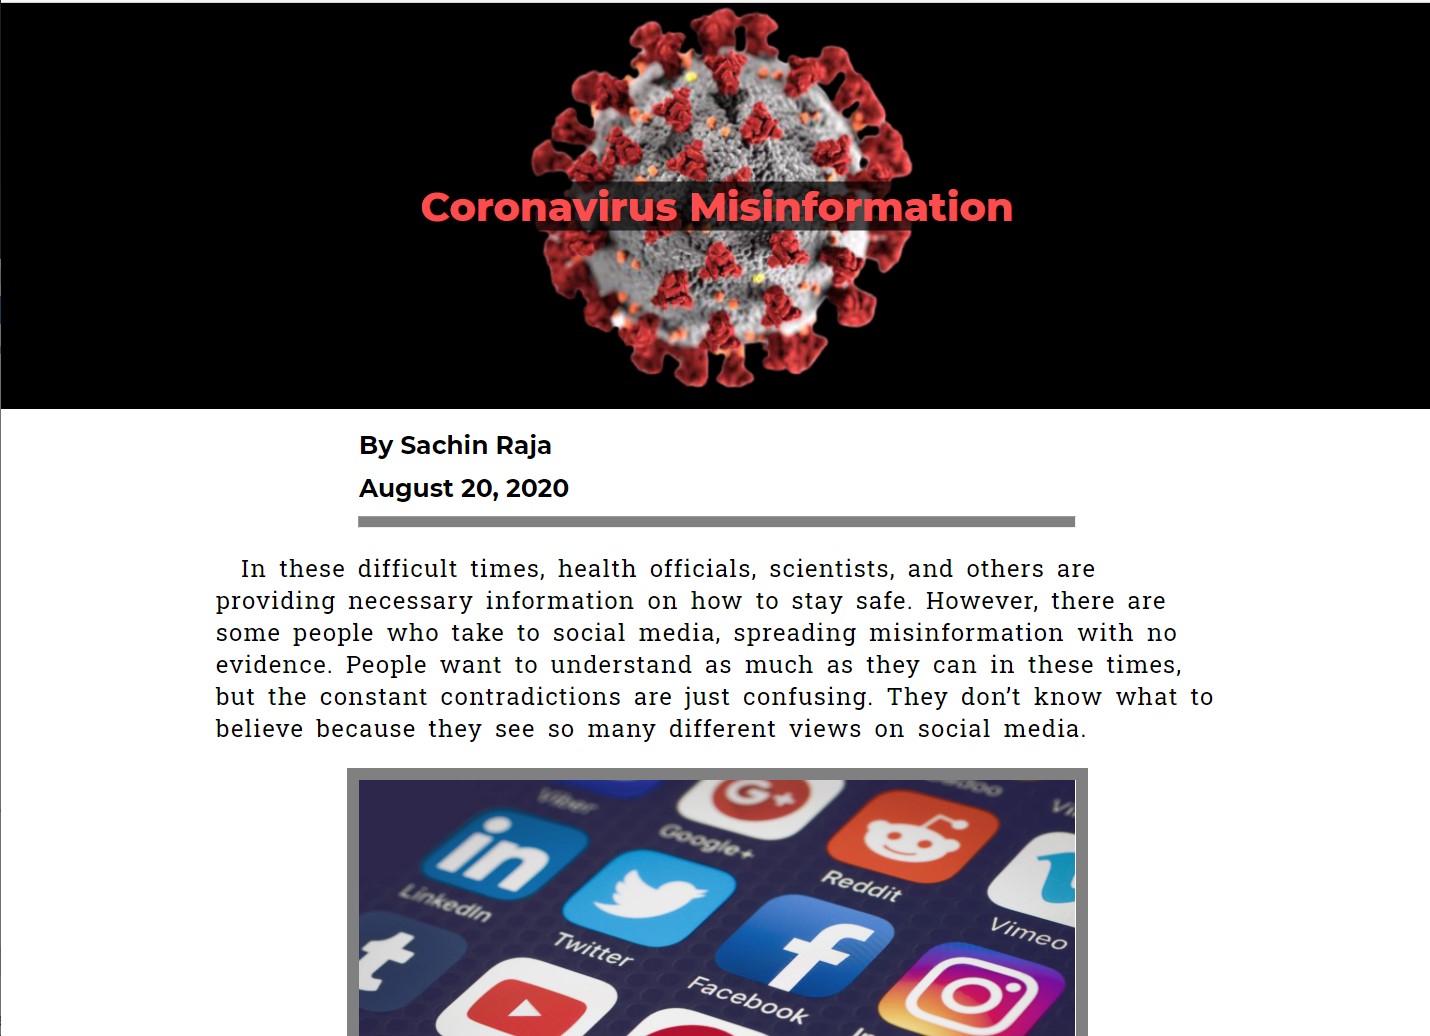 Coronavirus Misinformation
By Sachin Raja
August 20, 2020
In these difficult times, health officials, scientists, and others are
providing necessary information on how to stay safe. However, there are
some people who take to social media, spreading misinformation with no
evidence. People want to understand as much as they can in these times,
but the constant contradictions are just confusing. They don’t know what to
believe because they see so many different views on social media.
Viber
G+
Google+
Reddit
in
LinkedIn
Twitter
Vimeo
t
f
Facebook